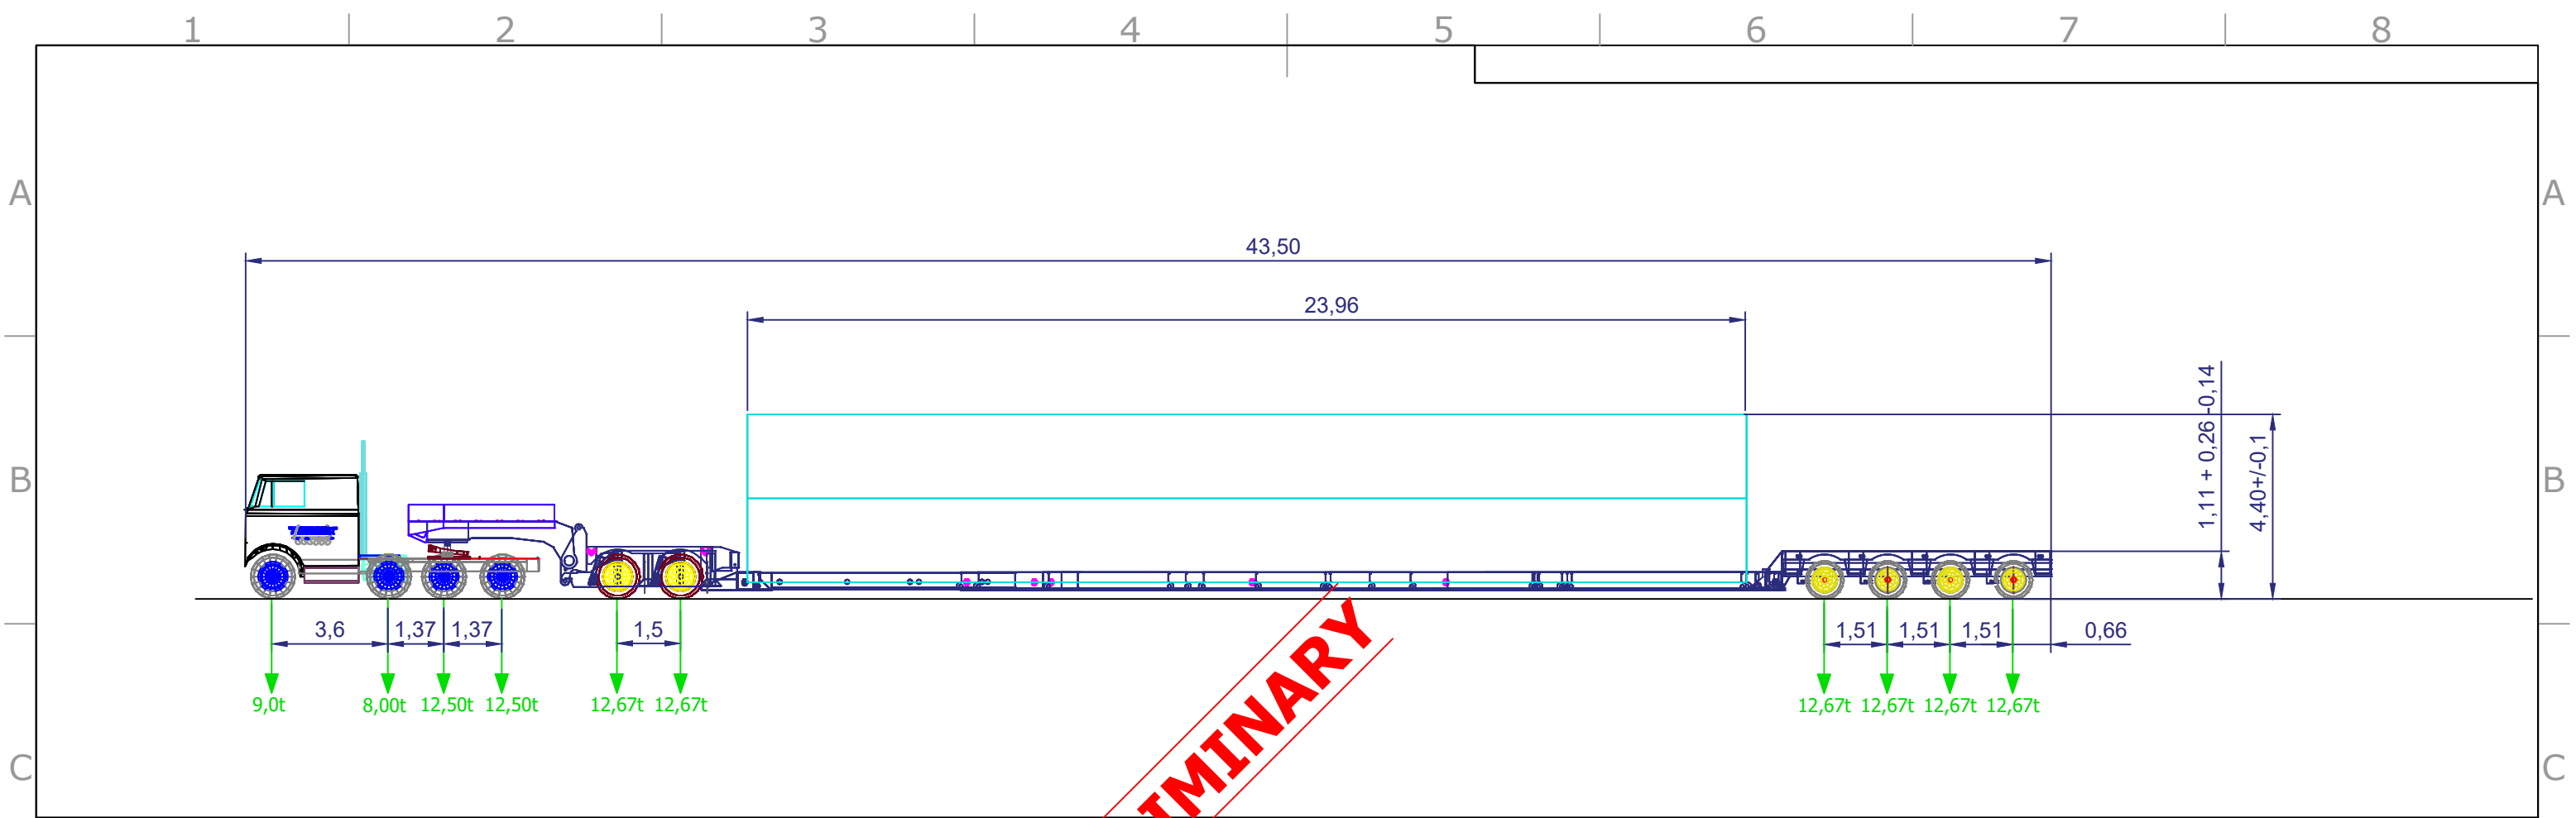 1 2 3 4 5 6 7 8
A A
43,50
23,96
1,11 + 0,26 -0,14
4,40+/-0,1
B B
3,6 1,37 1,37 1,5 1,51 1,51 1,51 0,66
9,0t 8,00t 12,50t 12,50t 12,67t 12,67t 12,67t 12,67t 12,67t 12,67t
IMINARY
C C